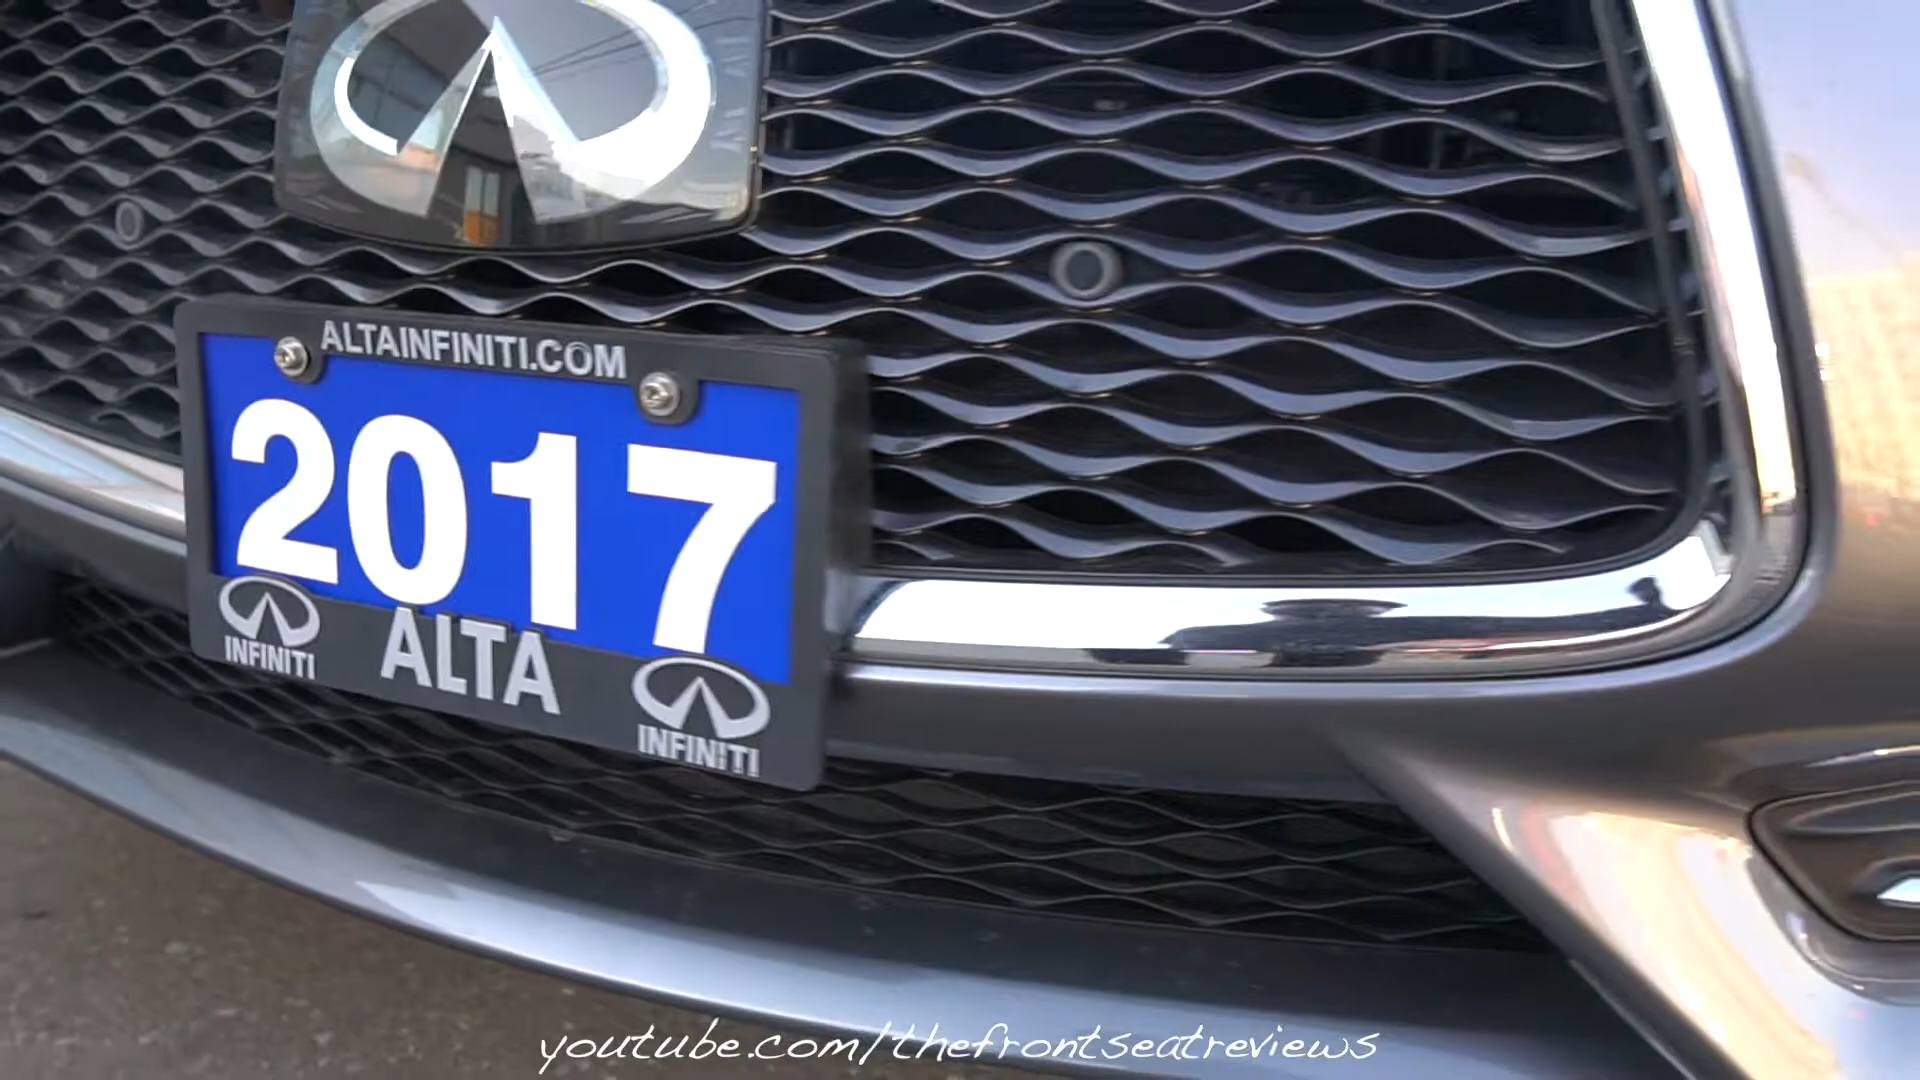 ALTAINFINITI.COM
2017
ALTA
INFINITI
INFINITI
youtube.com/thefrontseatreviews